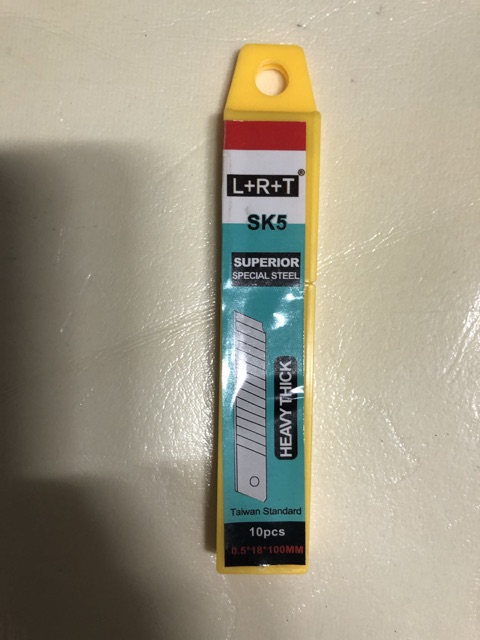 L+R+T®
SK5
SUPERIOR
SPECIAL STEEL
HEAVY THICK
Taiwan Standard
10pcs
0.5*18*100MM